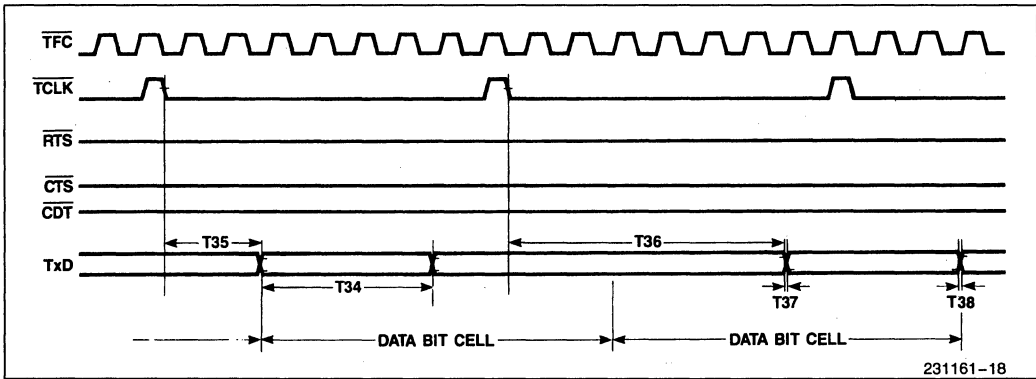 TFC
TCLK
RTS
CTS
CDT
T35
T36
TxD
T34
T37
T38
DATA BIT CELL
DATA BIT CELL
231161-18